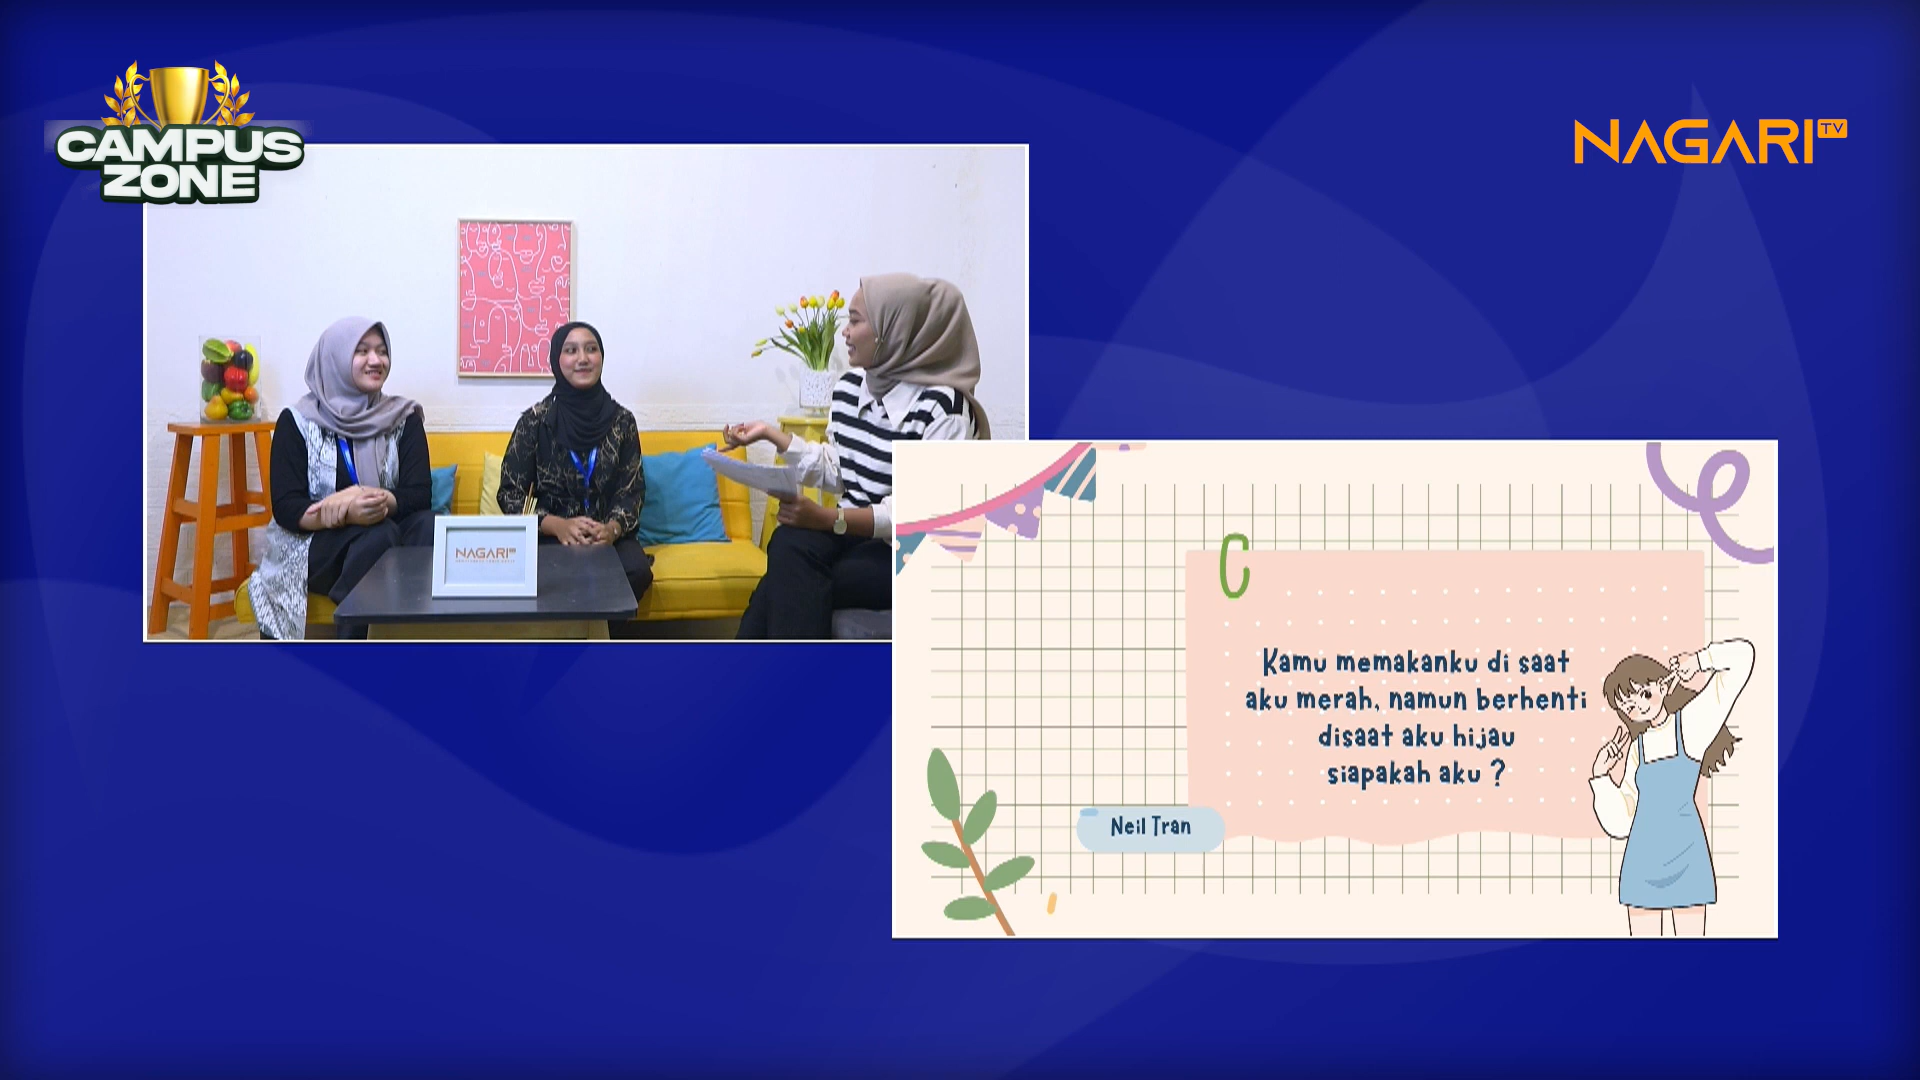 CAMPUS
ZONE
NAGARI TV
NAGARI
Kamu memakanku di saat
aku merah, namun berhenti
disaat aku hijau
siapakah aku ?
Neil Tran